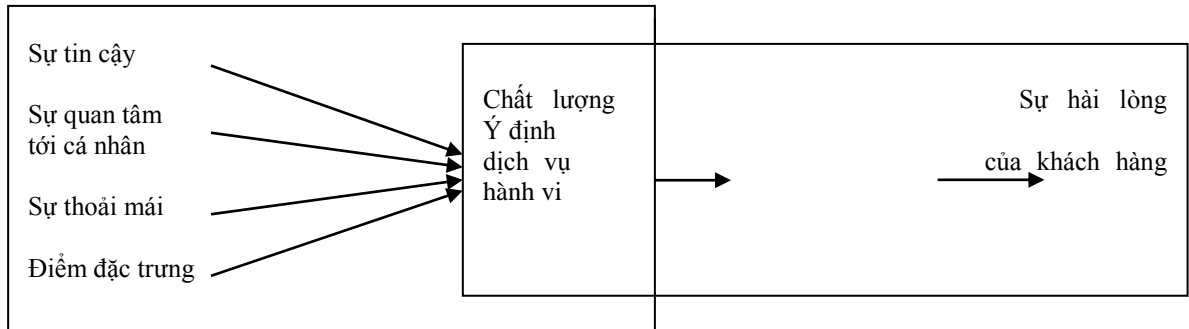 Sự tin cậy
Sự quan tâm
tới cá nhân
Sự thoải mái
Điểm đặc trưng
Chất lượng
Ý định
dịch vụ
hành vi
Sự hài lòng
của khách hàng